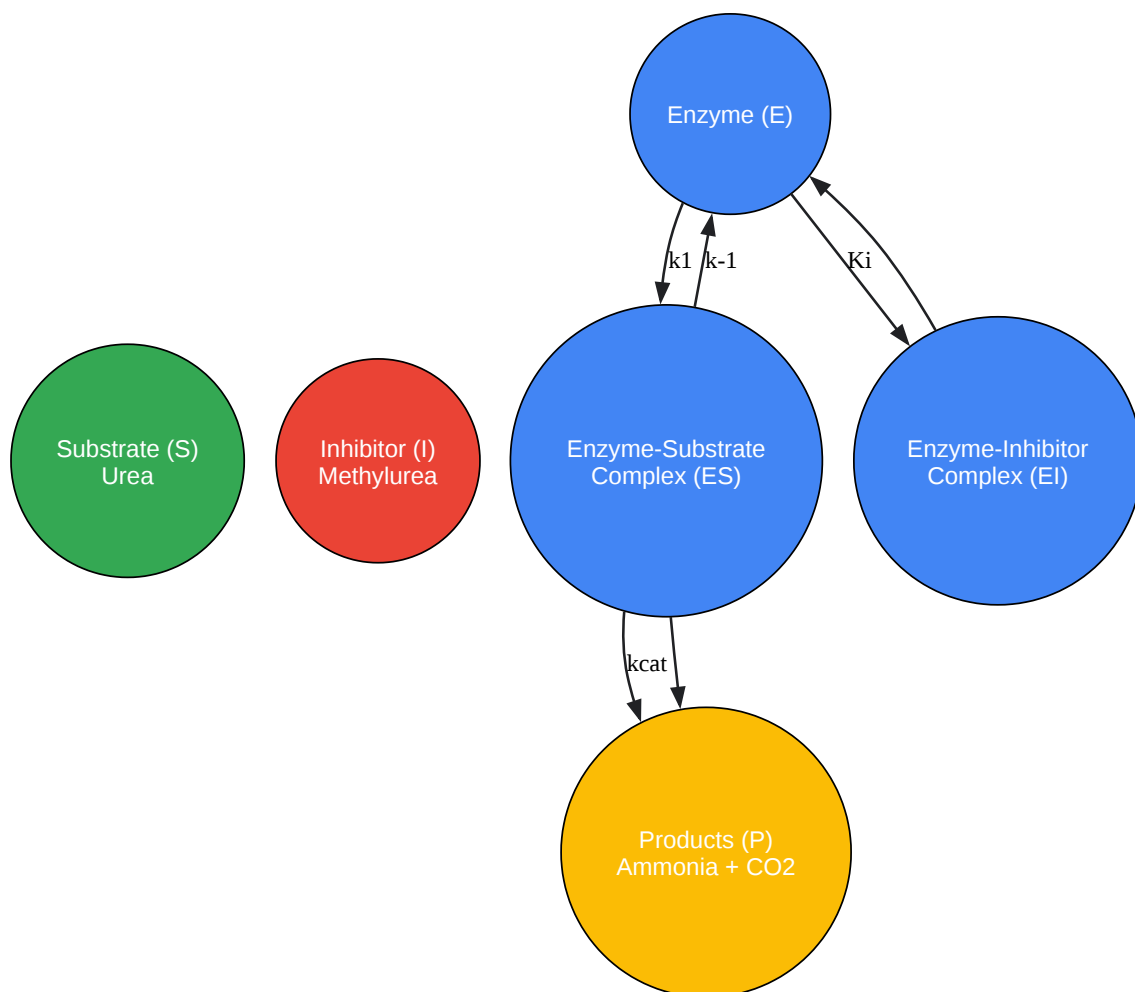 Enzyme (E)
k1
k-1
Ki
Substrate (S)
Urea
Inhibitor (I)
Methylurea
Enzyme-Substrate
Complex (ES)
Enzyme-Inhibitor
Complex (EI)
kcat
Products (P)
Ammonia + CO2